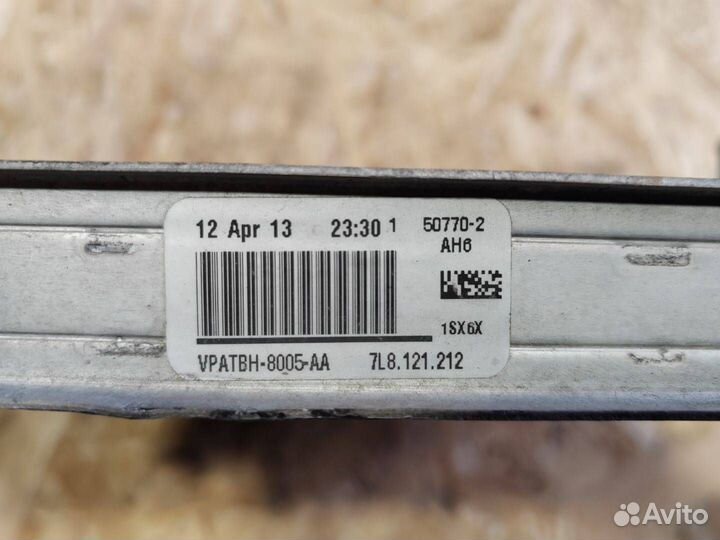 12 Apr 13 23:30 1 50770-2
AH6
1SX6X
VPATBH-8005-AA 7L8.121.212
Avito